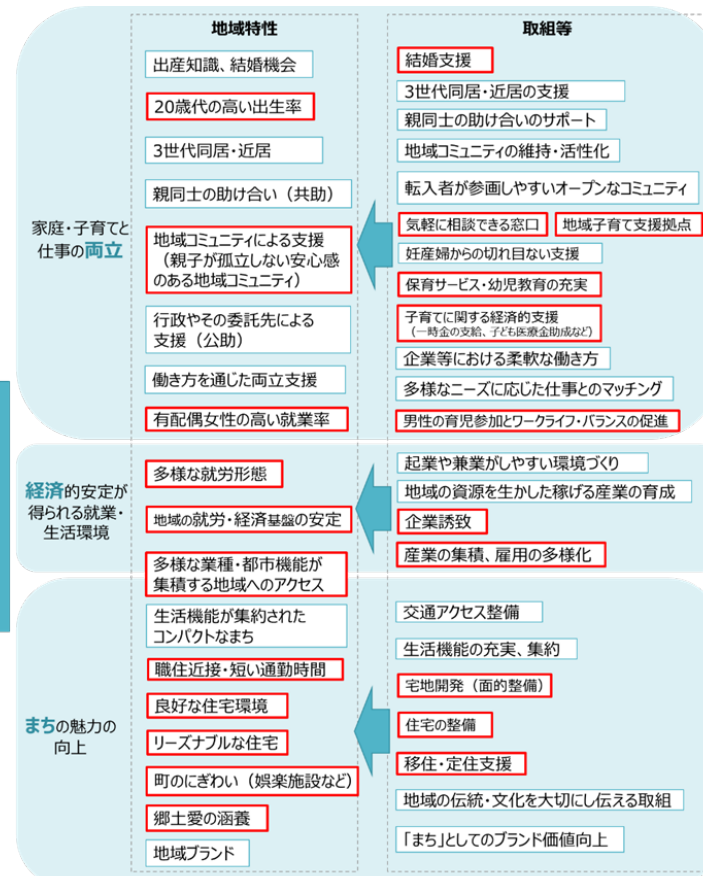 地域特性
取組等
家庭・子育てと
仕事の両立
出産知識、結婚機会
20歳代の高い出生率
3世代同居・近居
親同士の助け合い（共助）
地域コミュニティによる支援
（親子が孤立しない安心感
のある地域コミュニティ）
行政やその委託先による
支援（公助）
働き方を通じた両立支援
有配偶女性の高い就業率
結婚支援
3世代同居・近居の支援
親同士の助け合いのサポート
地域コミュニティの維持・活性化
転入者が参画しやすいオープンなコミュニティ
気軽に相談できる窓口
地域子育て支援拠点
妊産婦からの切れ目ない支援
保育サービス・幼児教育の充実
子育てに関する経済的支援
（一時金の支給、子ども医療金助成など）
企業等における柔軟な働き方
多様なニーズに応じた仕事とのマッチング
男性の育児参加とワークライフ・バランスの促進
経済的安定が
得られる就業・
生活環境
多様な就労形態
地域の就労・経済基盤の安定
多様な業種・都市機能が
集積する地域へのアクセス
起業や兼業がしやすい環境づくり
地域の資源を生かした稼げる産業の育成
企業誘致
産業の集積、雇用の多様化
まちの魅力の
向上
生活機能が集約された
コンパクトなまち
職住近接・短い通勤時間
良好な住宅環境
リーズナブルな住宅
町のにぎわい（娯楽施設など）
郷土愛の涵養
地域ブランド
交通アクセス整備
生活機能の充実、集約
宅地開発（面的整備）
住宅の整備
移住・定住支援
地域の伝統・文化を大切にし伝える取組
「まち」としてのブランド価値向上